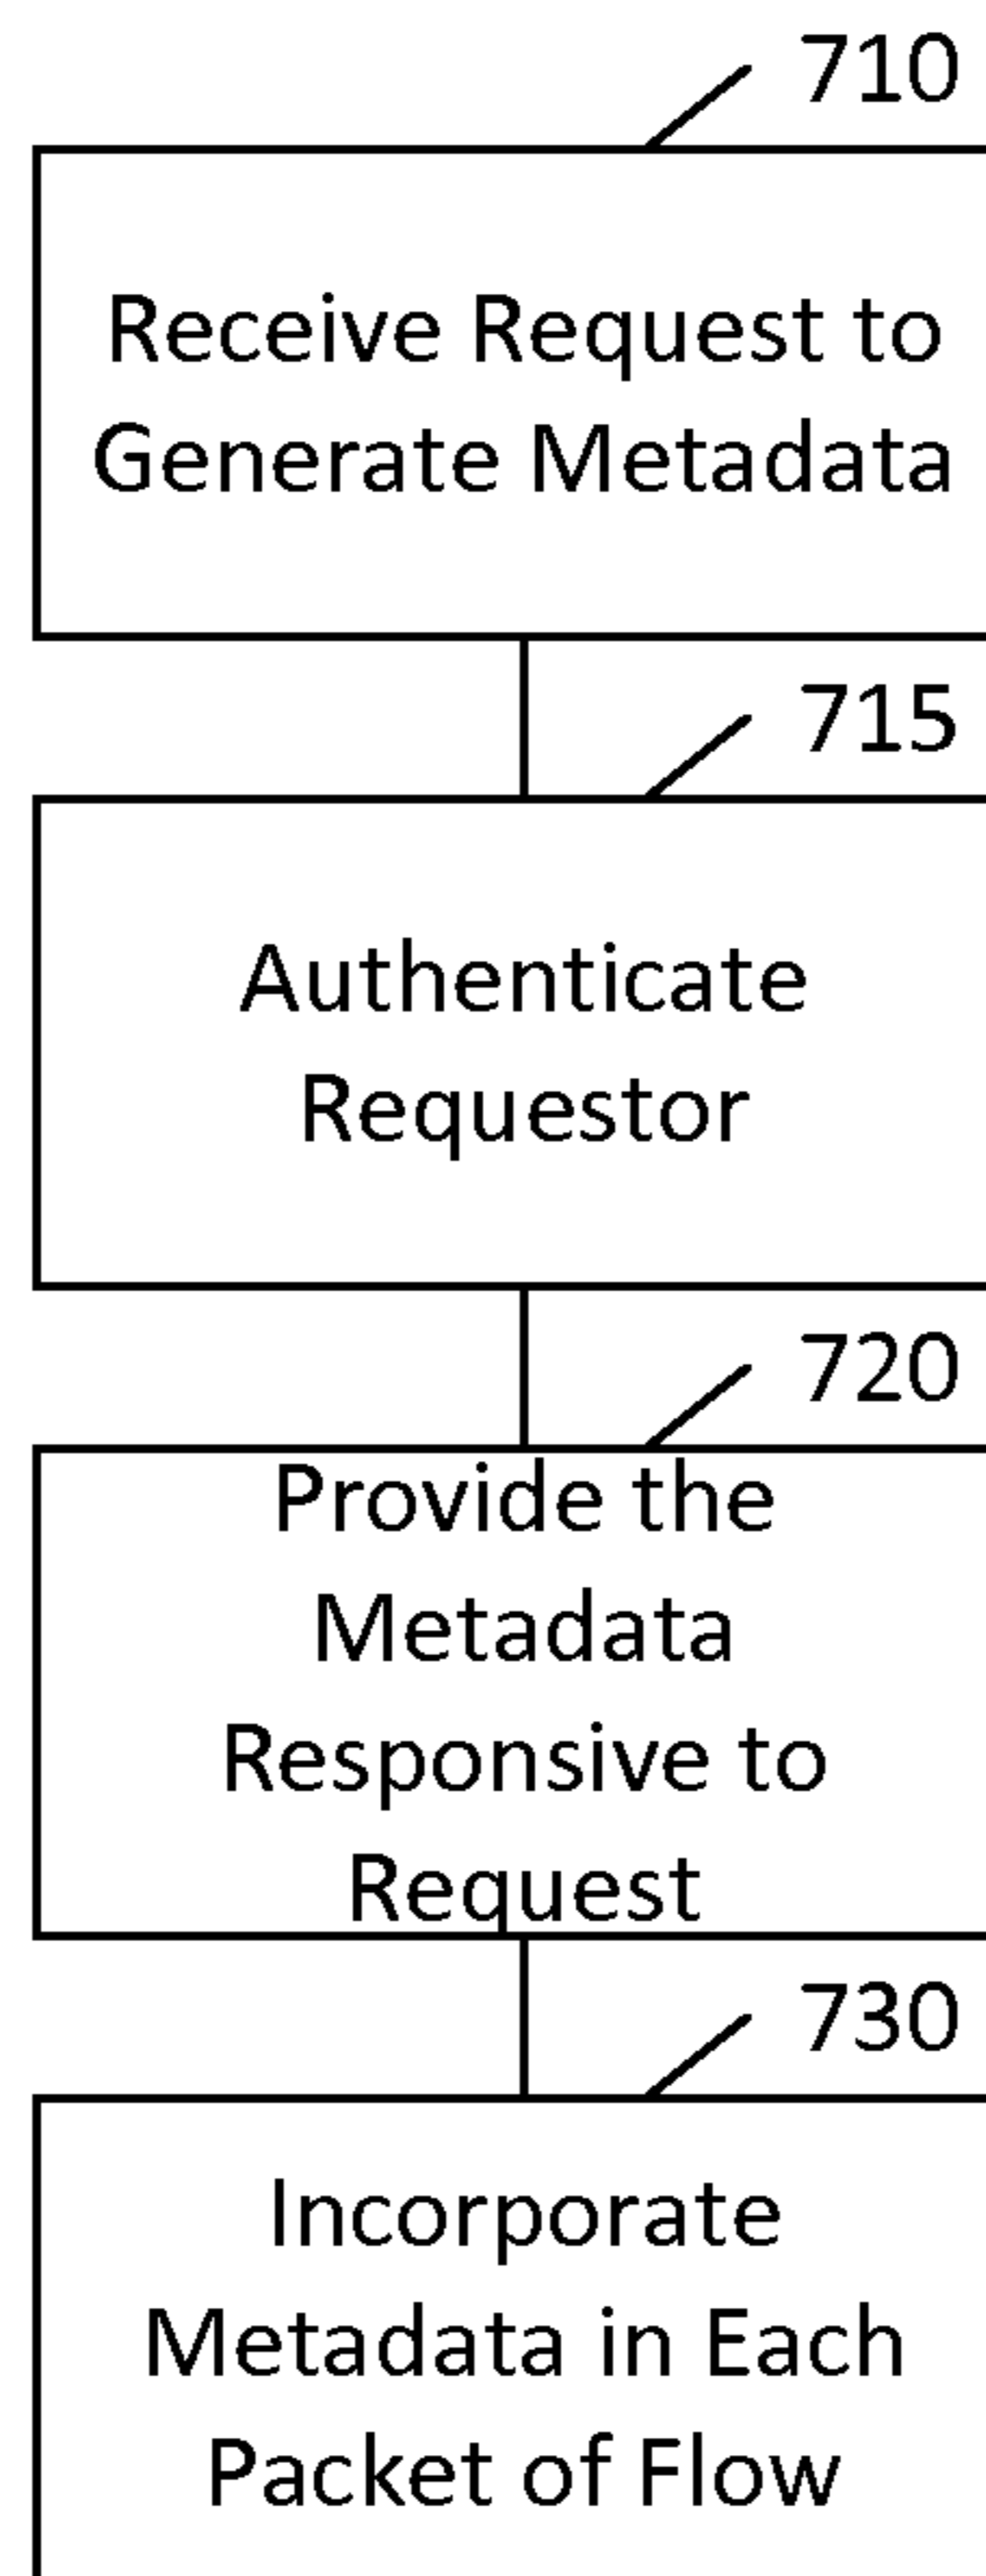 710
Receive Request to
Generate Metadata
715
Authenticate
Requestor
720
Provide the
Metadata
Responsive to
Request
730
Incorporate
Metadata in Each
Packet of Flow